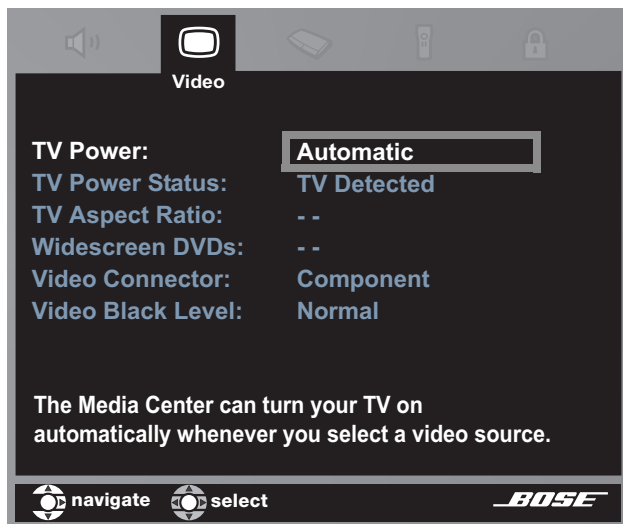 Video
TV Power: Automatic
TV Power Status: TV Detected
TV Aspect Ratio: - -
Widescreen DVDs: - -
Video Connector: Component
Video Black Level: Normal
The Media Center can turn your TV on
automatically whenever you select a video source.
navigate select BOSE